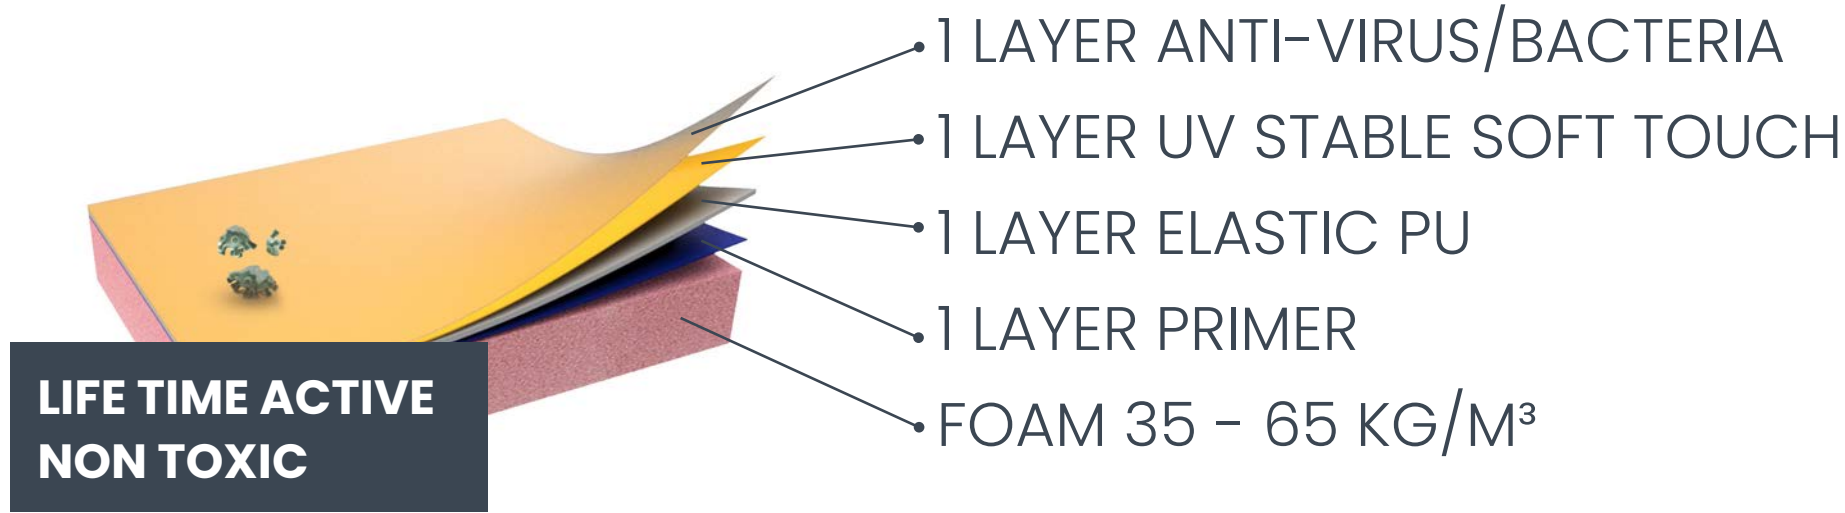 1 LAYER ANTI-VIRUS/BACTERIA
1 LAYER UV STABLE SOFT TOUCH
1 LAYER ELASTIC PU
1 LAYER PRIMER
FOAM 35 - 65 KG/M³
LIFE TIME ACTIVE
NON TOXIC